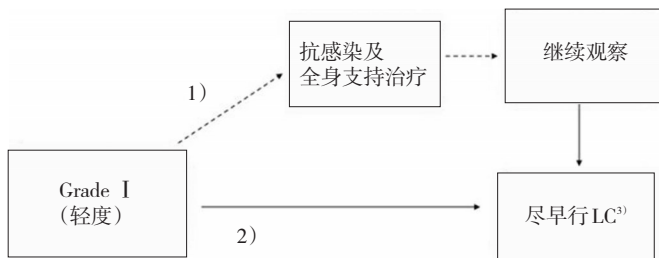 抗感染及
全身支持治疗
继续观察
1）
Grade Ⅰ
（轻度）
2）
尽早行LC³⁾